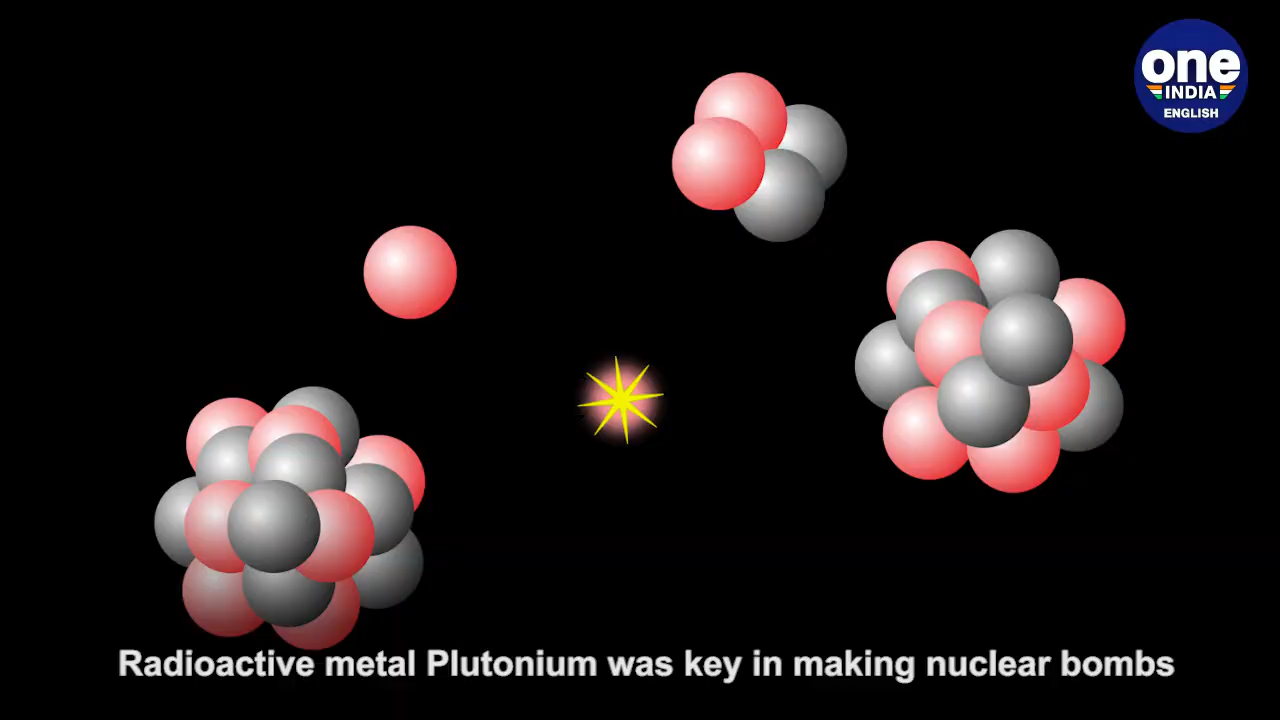 one
INDIA
ENGLISH
Radioactive metal Plutonium was key in making nuclear bombs